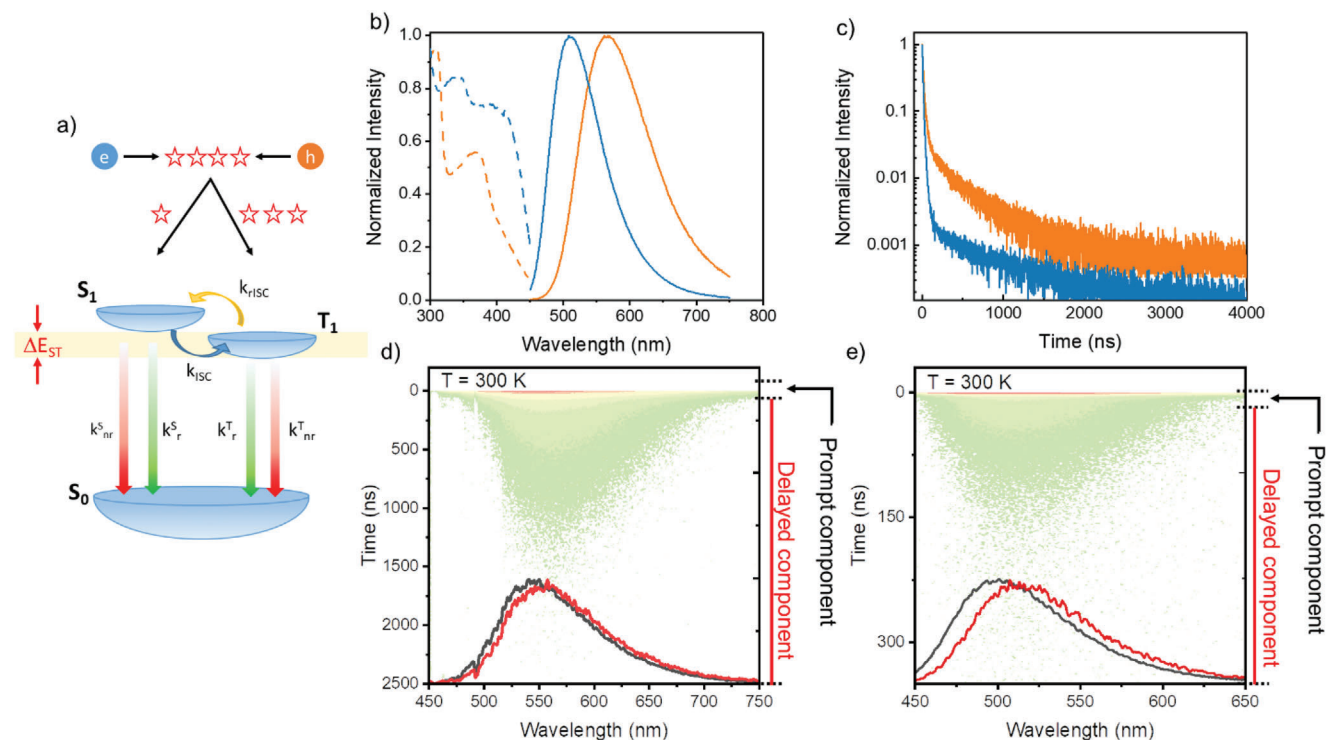 a)
e
h
S1
krISC
T1
ΔEST
kISC
kSnr
kSr
kTr
kTnr
S0
b)
Normalized Intensity
1.0
0.8
0.6
0.4
0.2
0.0
300 400 500 600 700 800
Wavelength (nm)
c)
Normalized Intensity
1
0.1
0.01
0.001
0 1000 2000 3000 4000
Time (ns)
d)
T = 300 K
Time (ns)
0
500
1000
1500
2000
2500
450 500 550 600 650 700 750
Wavelength (nm)
Prompt component
Delayed component
e)
T = 300 K
Time (ns)
0
150
300
450 500 550 600 650
Wavelength (nm)
Prompt component
Delayed component